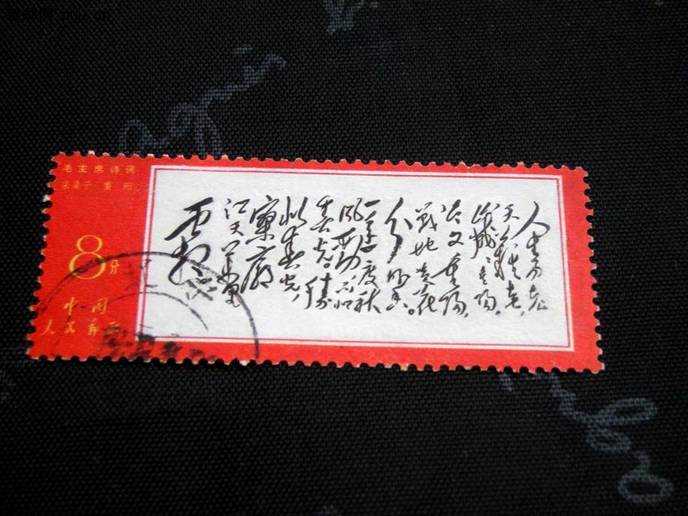 毛主席诗词
采桑子 重阳
8分
中国
人民邮政
人生易老
天难老，
岁岁重阳，
今又重阳，
战地黄花
分外香。
一年一度秋
风劲，不似
春光。胜
似春光，
寥廓
江天万里
霜